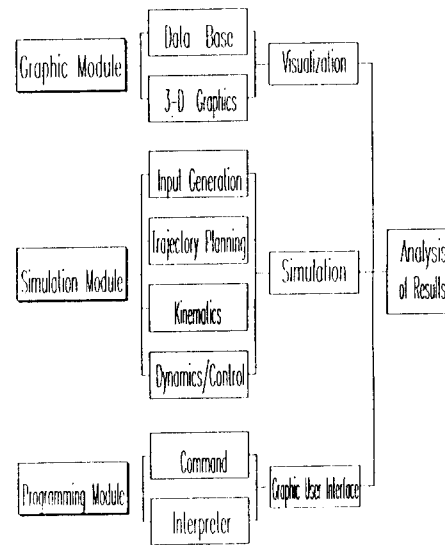 Data Base
Graphic Module
Visualization
3-D Graphics
Input Generation
Trajectory Planning
Simulation Module
Simulation
Analysis
of Results
Kinematics
Dynamics/Control
Command
Programming Module
Graphic User Interface
Interpreler